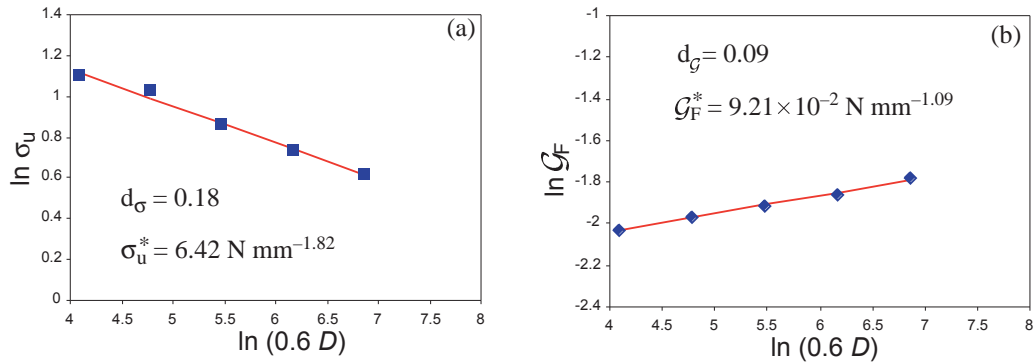 (a)
1.4
1.2
1
0.8
0.6
0.4
0.2
0
ln σu
dσ = 0.18
σu* = 6.42 N mm–1.82
4 4.5 5 5.5 6 6.5 7 7.5 8
ln (0.6 D)
(b)
-1
-1.2
-1.4
-1.6
-1.8
-2
-2.2
-2.4
ln 𝒢F
d𝒢 = 0.09
𝒢F* = 9.21×10–2 N mm–1.09
4 4.5 5 5.5 6 6.5 7 7.5 8
ln (0.6 D)